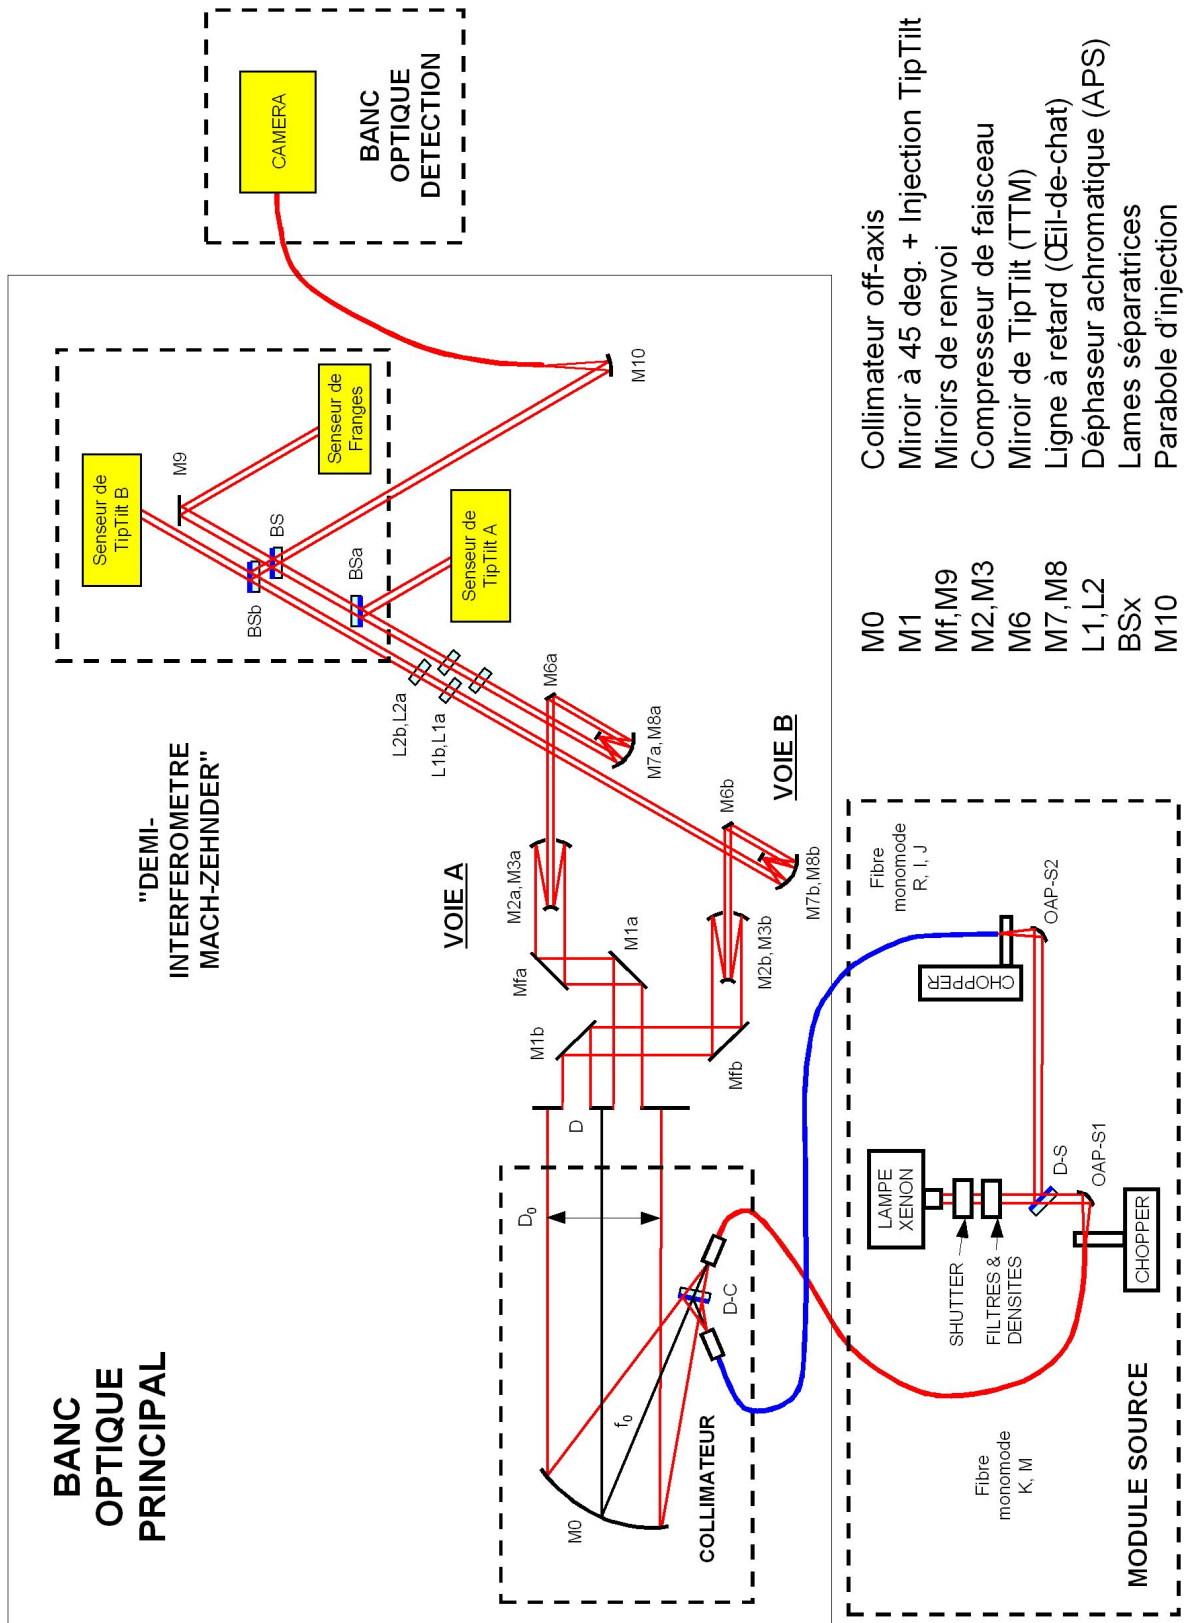 BANC
OPTIQUE
PRINCIPAL
"DEMI-
INTERFEROMETRE
MACH-ZEHNDER"
Senseur de
TipTilt B
M9
Senseur de
Franges
BSb
BS
BSa
Senseur de
TipTilt A
M10
CAMERA
BANC
OPTIQUE
DETECTION
L2b,L2a
L1b,L1a
M6a
M7a,M8a
VOIE A
M2a,M3a
Mfa
M1a
M1b
Mfb
M2b,M3b
M6b
M7b,M8b
VOIE B
D
D0
M0
f0
D-C
COLLIMATEUR
Fibre
monomode
R, I, J
CHOPPER
OAP-S2
LAMPE
XENON
SHUTTER
FILTRES &
DENSITES
D-S
OAP-S1
CHOPPER
Fibre
monomode
K, M
MODULE SOURCE
M0 Collimateur off-axis
M1 Miroir à 45 deg. + Injection TipTilt
Mf,M9 Miroirs de renvoi
M2,M3 Compresseur de faisceau
M6 Miroir de TipTilt (TTM)
M7,M8 Ligne à retard (Œil-de-chat)
L1,L2 Déphaseur achromatique (APS)
BSx Lames séparatrices
M10 Parabole d'injection